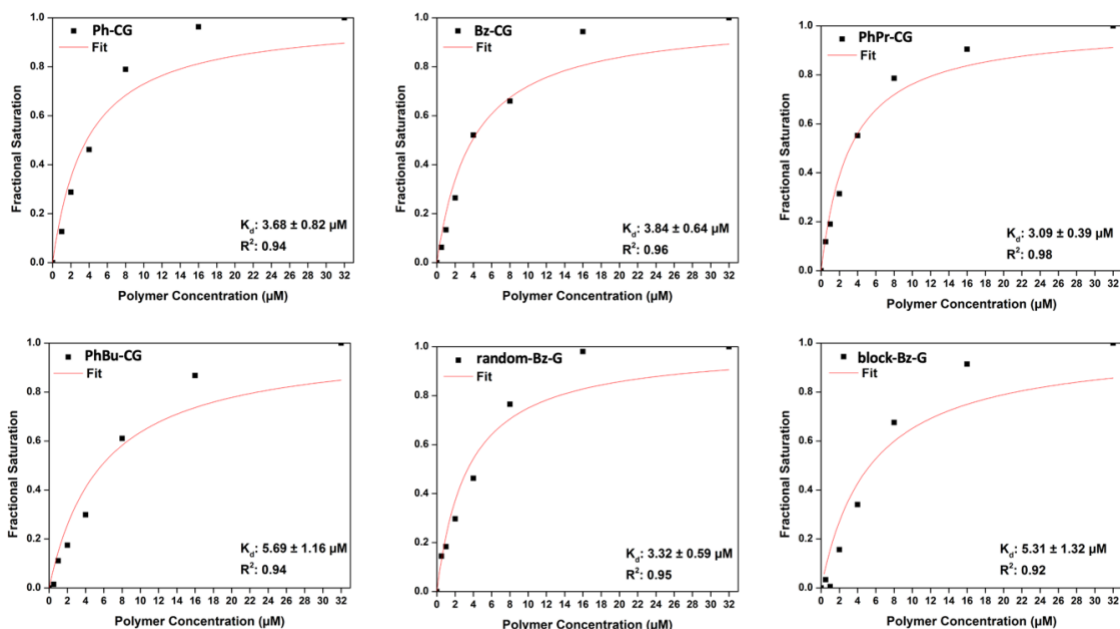 Ph-CG
Fit
Fractional Saturation
1.0
0.8
0.6
0.4
0.2
0.0
K_d: 3.68 ± 0.82 µM
R²: 0.94
0 2 4 6 8 10 12 14 16 18 20 22 24 26 28 30 32
Polymer Concentration (µM)
Bz-CG
Fit
Fractional Saturation
1.0
0.8
0.6
0.4
0.2
0.0
K_d: 3.84 ± 0.64 µM
R²: 0.96
0 2 4 6 8 10 12 14 16 18 20 22 24 26 28 30 32
Polymer Concentration (µM)
PhPr-CG
Fit
Fractional Saturation
1.0
0.8
0.6
0.4
0.2
0.0
K_d: 3.09 ± 0.39 µM
R²: 0.98
0 2 4 6 8 10 12 14 16 18 20 22 24 26 28 30 32
Polymer Concentration (µM)
PhBu-CG
Fit
Fractional Saturation
1.0
0.8
0.6
0.4
0.2
0.0
K_d: 5.69 ± 1.16 µM
R²: 0.94
0 2 4 6 8 10 12 14 16 18 20 22 24 26 28 30 32
Polymer Concentration (µM)
random-Bz-G
Fit
Fractional Saturation
1.0
0.8
0.6
0.4
0.2
0.0
K_d: 3.32 ± 0.59 µM
R²: 0.95
0 2 4 6 8 10 12 14 16 18 20 22 24 26 28 30 32
Polymer Concentration (µM)
block-Bz-G
Fit
Fractional Saturation
1.0
0.8
0.6
0.4
0.2
0.0
K_d: 5.31 ± 1.32 µM
R²: 0.92
0 2 4 6 8 10 12 14 16 18 20 22 24 26 28 30 32
Polymer Concentration (µM)